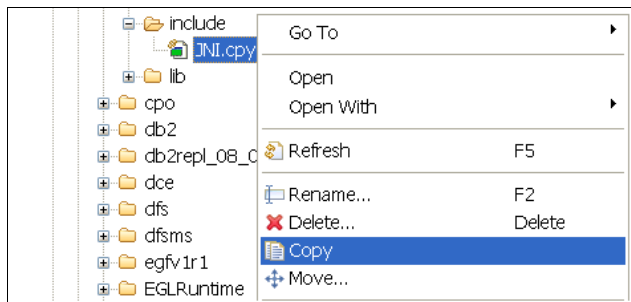 include
JNI.cpy
lib
cpo
db2
db2repl_08_0
dce
dfs
dfsms
egfv1r1
EGLRuntime
Go To
Open
Open With
Refresh F5
Rename... F2
Delete... Delete
Copy
Move...